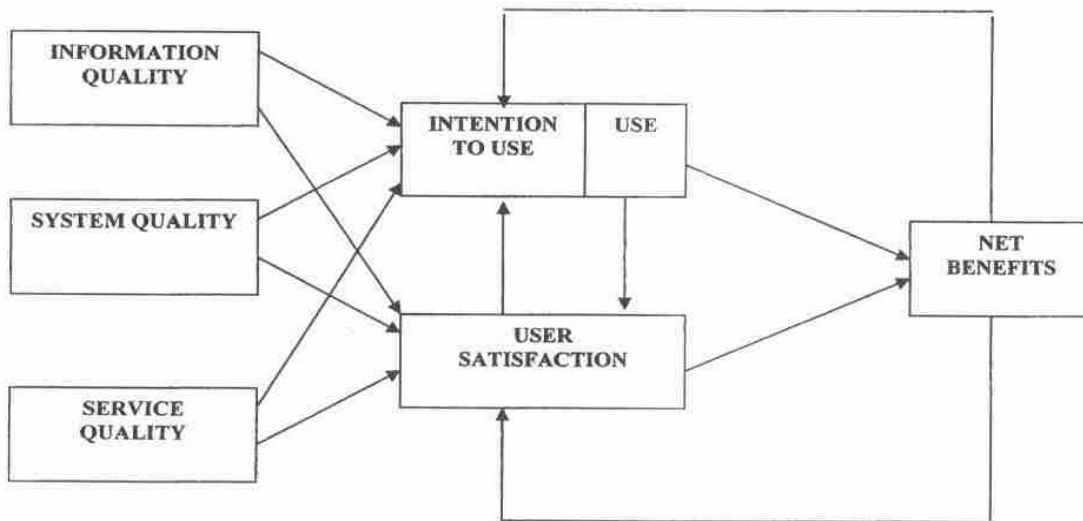 INFORMATION
QUALITY
INTENTION
TO USE
USE
SYSTEM QUALITY
NET
BENEFITS
USER
SATISFACTION
SERVICE
QUALITY